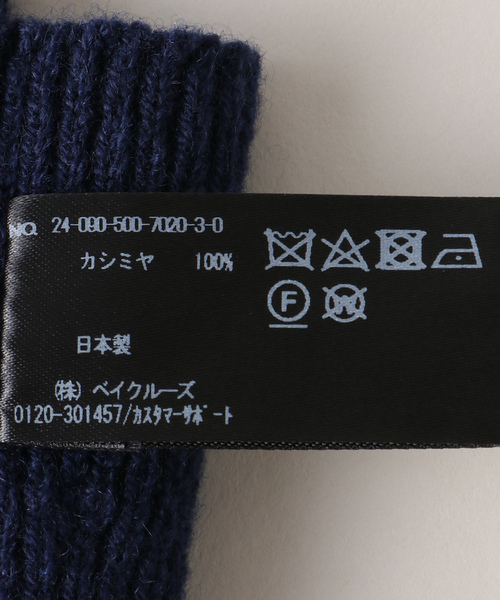 NO. 24-090-500-7020-3-0
カシミヤ 100%
F W
日本製
(株) ベイクルーズ
0120-301457/ｶｽﾀﾏｰｻﾎﾟｰﾄ